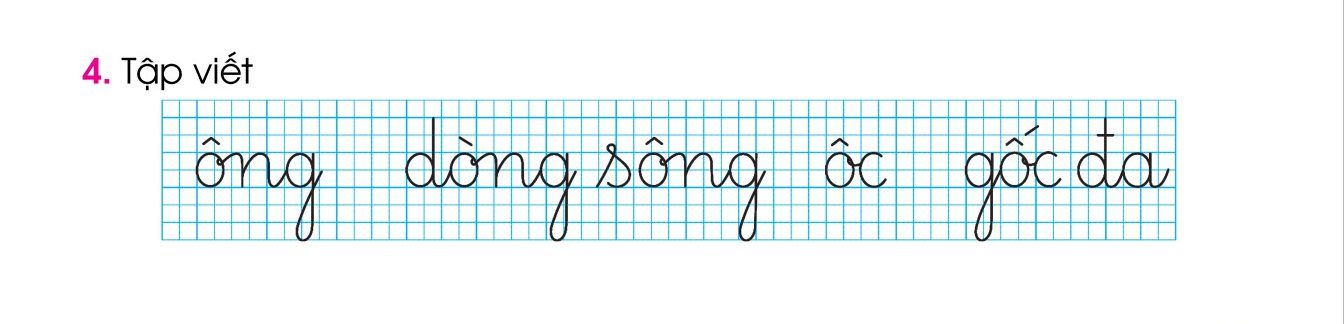 4. Tập viết
ông dòng sông ôc gốc đa